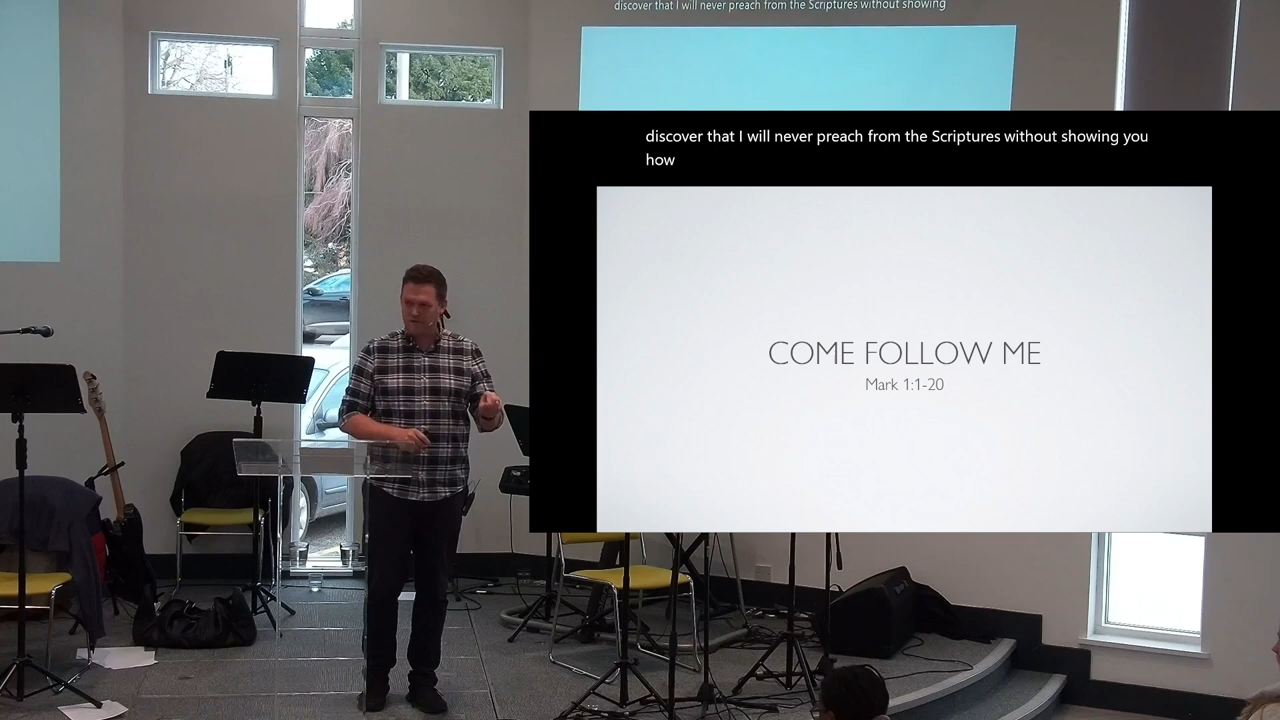 discover that I will never preach from the Scriptures without showing
discover that I will never preach from the Scriptures without showing you
how
COME FOLLOW ME
Mark 1:1-20